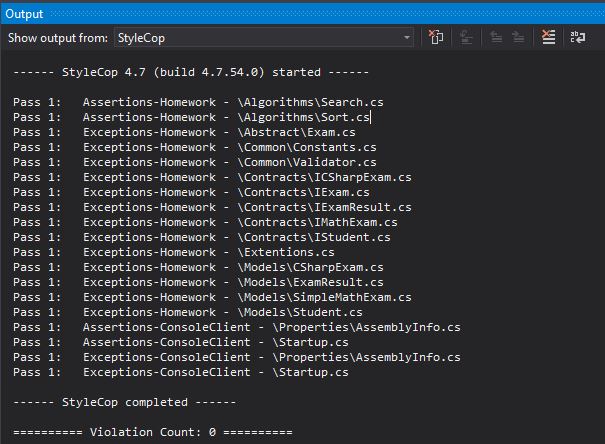 Output
Show output from: StyleCop
------ StyleCop 4.7 (build 4.7.54.0) started ------
Pass 1:   Assertions-Homework - \Algorithms\Search.cs
Pass 1:   Assertions-Homework - \Algorithms\Sort.cs
Pass 1:   Exceptions-Homework - \Abstract\Exam.cs
Pass 1:   Exceptions-Homework - \Common\Constants.cs
Pass 1:   Exceptions-Homework - \Common\Validator.cs
Pass 1:   Exceptions-Homework - \Contracts\ICSharpExam.cs
Pass 1:   Exceptions-Homework - \Contracts\IExam.cs
Pass 1:   Exceptions-Homework - \Contracts\IExamResult.cs
Pass 1:   Exceptions-Homework - \Contracts\IMathExam.cs
Pass 1:   Exceptions-Homework - \Contracts\IStudent.cs
Pass 1:   Exceptions-Homework - \Extentions.cs
Pass 1:   Exceptions-Homework - \Models\CSharpExam.cs
Pass 1:   Exceptions-Homework - \Models\ExamResult.cs
Pass 1:   Exceptions-Homework - \Models\SimpleMathExam.cs
Pass 1:   Exceptions-Homework - \Models\Student.cs
Pass 1:   Assertions-ConsoleClient - \Properties\AssemblyInfo.cs
Pass 1:   Assertions-ConsoleClient - \Startup.cs
Pass 1:   Exceptions-ConsoleClient - \Properties\AssemblyInfo.cs
Pass 1:   Exceptions-ConsoleClient - \Startup.cs
------ StyleCop completed ------
========== Violation Count: 0 ==========